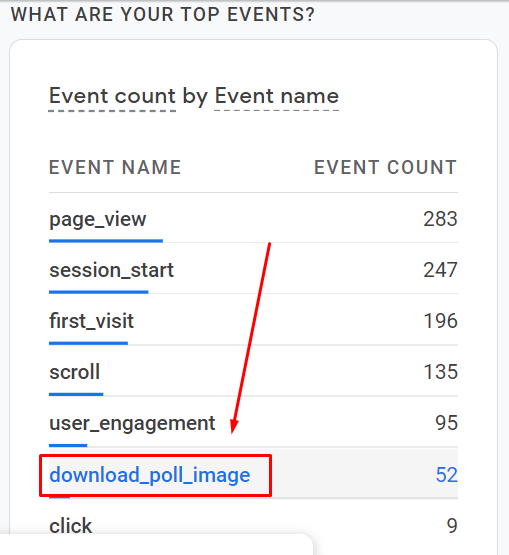 WHAT ARE YOUR TOP EVENTS?
Event count by Event name
EVENT NAME EVENT COUNT
page_view 283
session_start 247
first_visit 196
scroll 135
user_engagement 95
download_poll_image 52
click 9